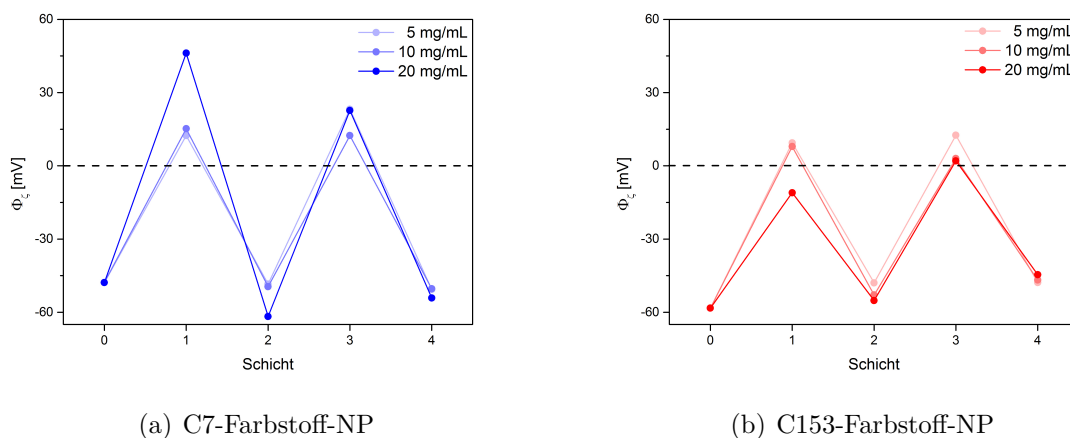 60
30
0
-30
-60
Φζ [mV]
0 1 2 3 4
Schicht
5 mg/mL
10 mg/mL
20 mg/mL
(a) C7-Farbstoff-NP
60
30
0
-30
-60
Φζ [mV]
0 1 2 3 4
Schicht
5 mg/mL
10 mg/mL
20 mg/mL
(b) C153-Farbstoff-NP